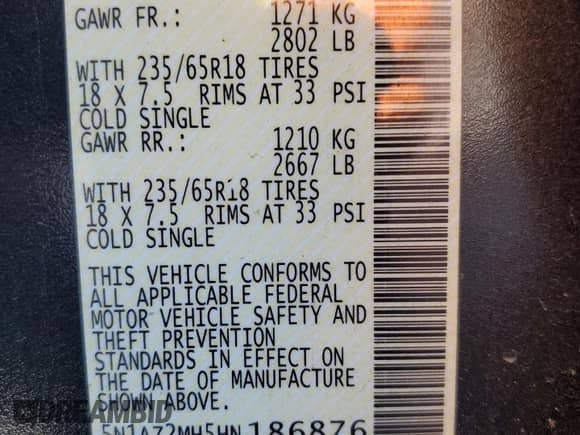 GAWR FR.: 1271 KG
2802 LB
WITH 235/65R18 TIRES
18 X 7.5 RIMS AT 33 PSI
COLD SINGLE
GAWR RR.: 1210 KG
2667 LB
WITH 235/65R18 TIRES
18 X 7.5 RIMS AT 33 PSI
COLD SINGLE
THIS VEHICLE CONFORMS TO
ALL APPLICABLE FEDERAL
MOTOR VEHICLE SAFETY AND
THEFT PREVENTION
STANDARDS IN EFFECT ON
THE DATE OF MANUFACTURE
SHOWN ABOVE.
5N1AZ2MH5HN186876
DREAMBID